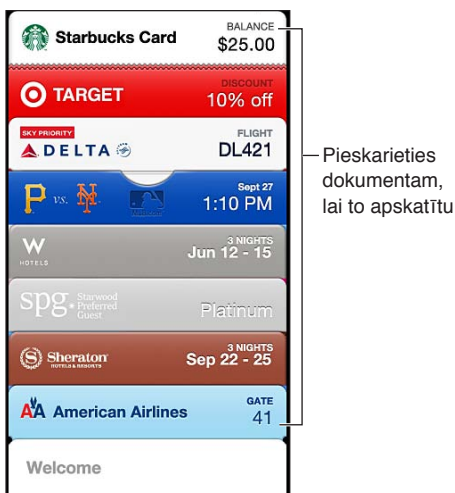 Starbucks Card
BALANCE
$25.00
TARGET
DISCOUNT
10% off
SKY PRIORITY
DELTA
FLIGHT
DL421
P vs. NY
Sept 27
1:10 PM
W
HOTELS
3 NIGHTS
Jun 12 - 15
spg® Starwood
Preferred
Guest
Platinum
S Sheraton
HOTELS & RESORTS
3 NIGHTS
Sep 22 - 25
AA American Airlines
GATE
41
Welcome
Pieskarieties
dokumentam,
lai to apskatītu